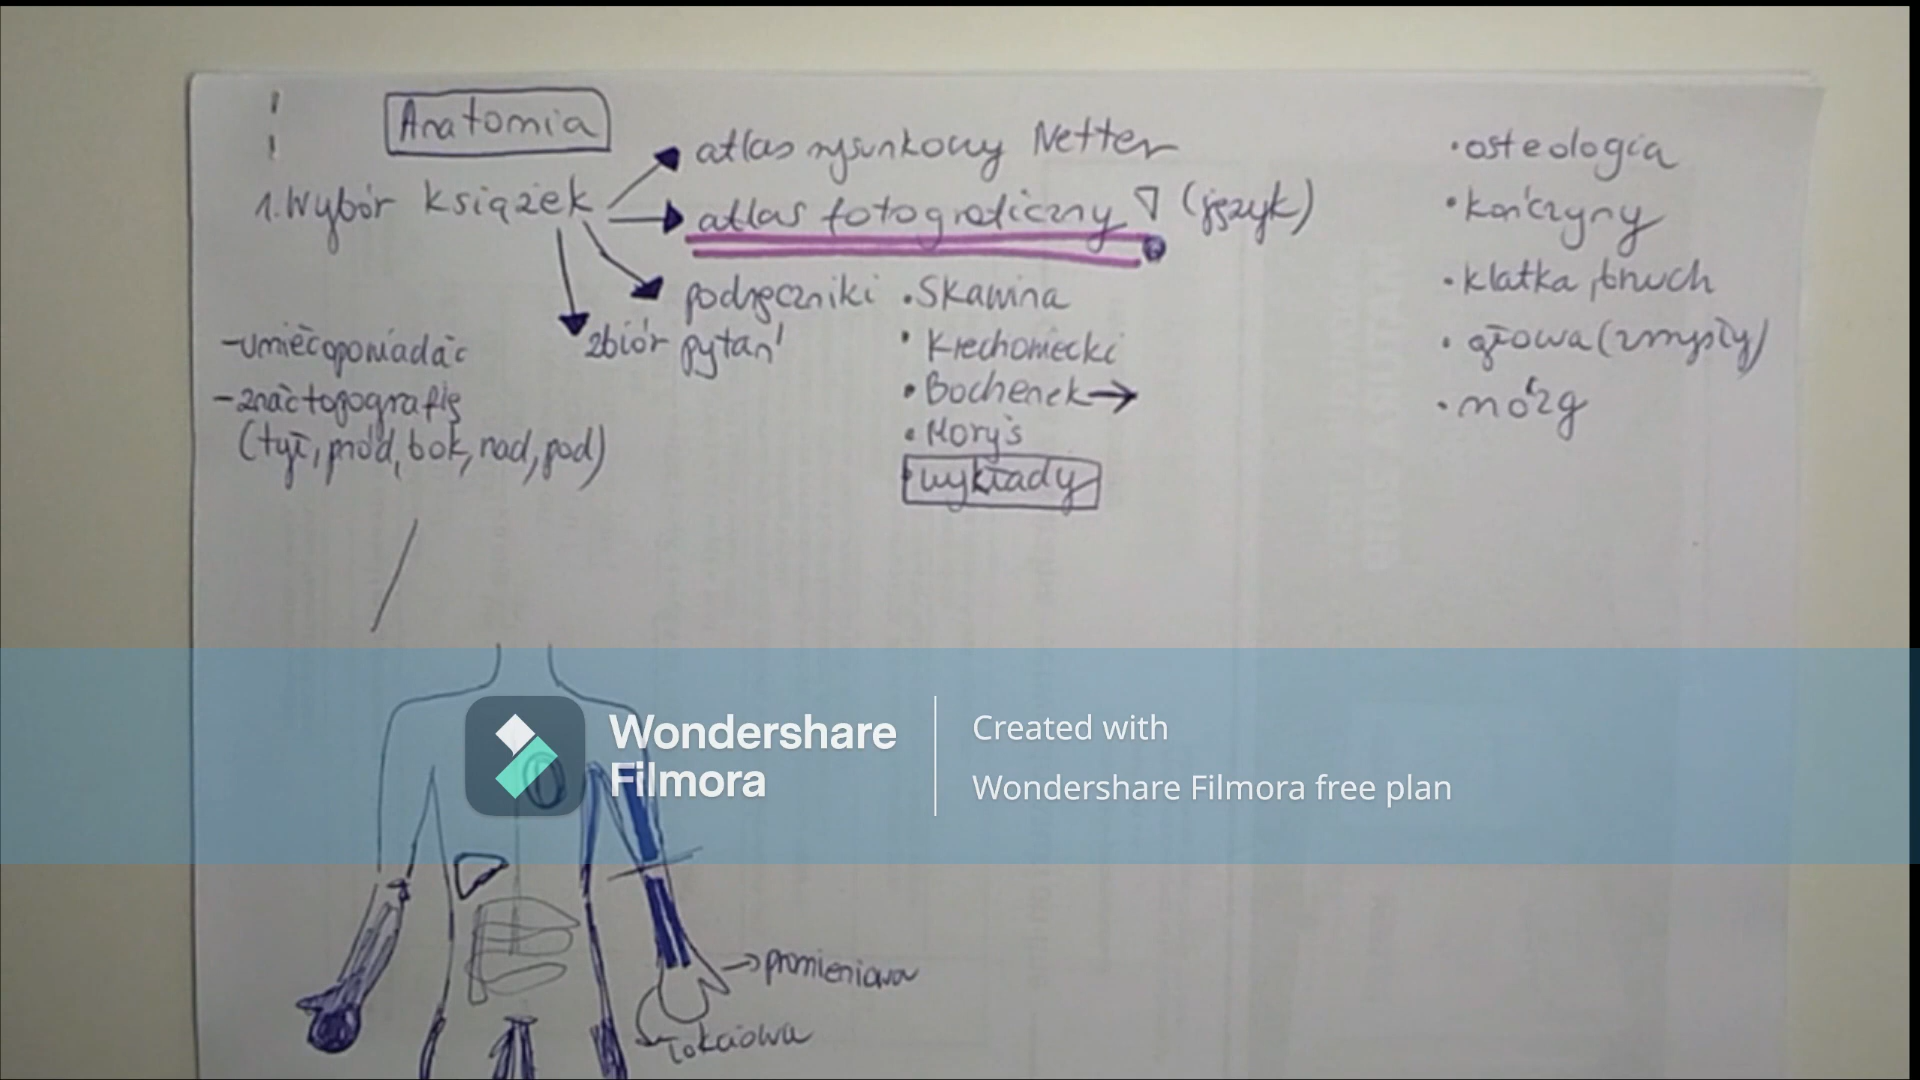 Anatomia
1. Wybór książek
atlas rysunkowy Netter
atlas fotograficzny (język)
podręczniki
• Skawina
• Krechowiecki
• Bochenek →
• Moryś
• wykłady
zbiór pytań
- umieć opowiadać
- znać topografię
(tył, przód, bok, nad, pod)
• osteologia
• kończyny
• klatka, brzuch
• głowa (zmysły)
• mózg
Wondershare
Filmora
Created with
Wondershare Filmora free plan
→ promieniowa
łokciowa